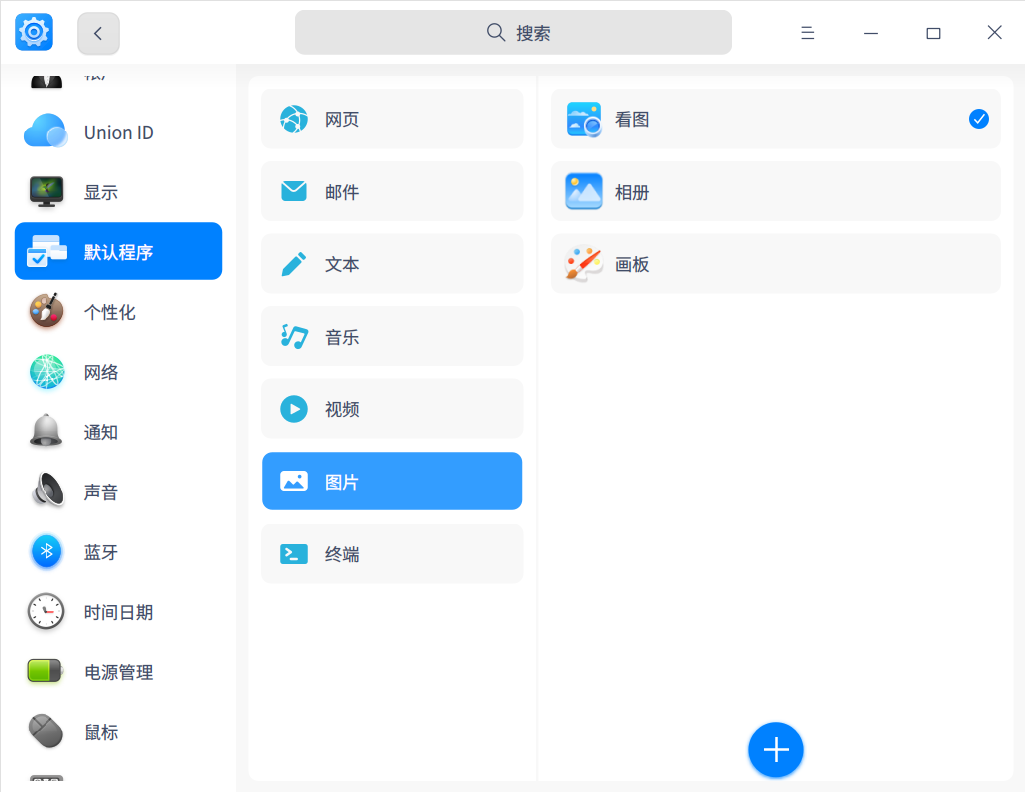 搜索
Union ID
显示
默认程序
个性化
网络
通知
声音
蓝牙
时间日期
电源管理
鼠标
网页
邮件
文本
音乐
视频
图片
终端
看图
相册
画板